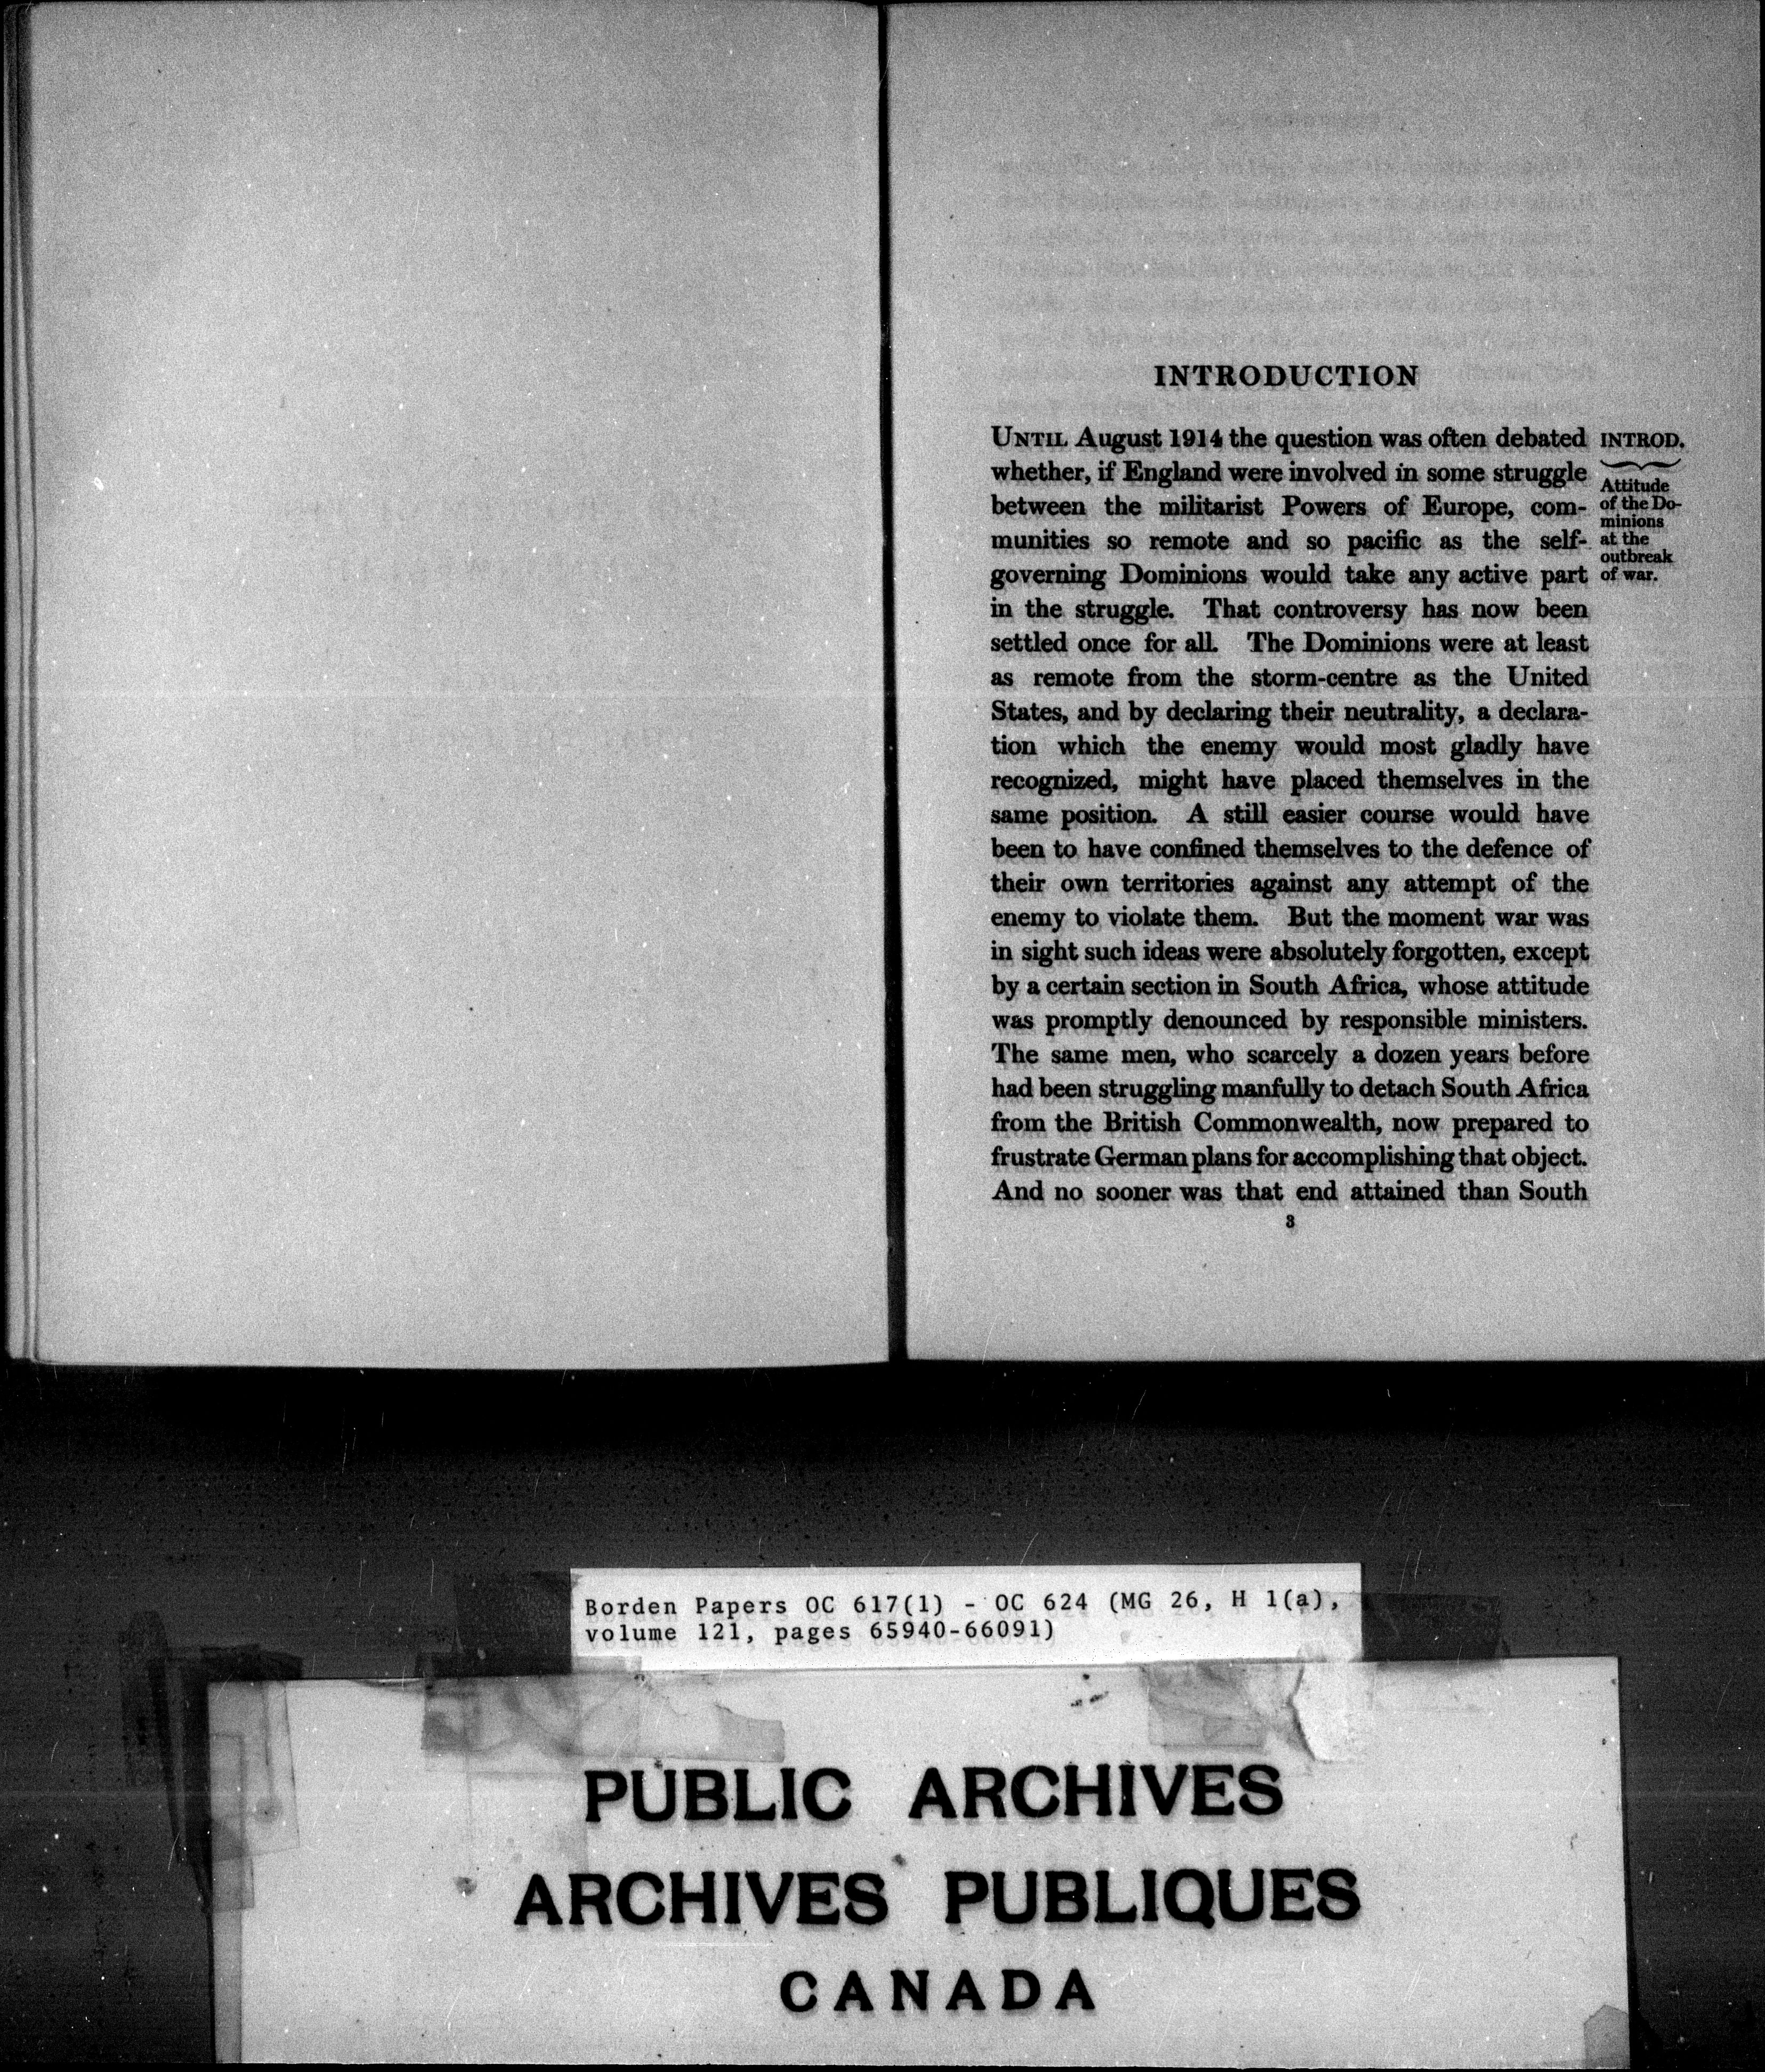 INTRODUCTION
UNTIL August 1914 the question was often debated
whether, if England were involved in some struggle
between the militarist Powers of Europe, com-
munities so remote and so pacific as the self-
governing Dominions would take any active part
in the struggle. That controversy has now been
settled once for all. The Dominions were at least
as remote from the storm-centre as the United
States, and by declaring their neutrality, a declara-
tion which the enemy would most gladly have
recognized, might have placed themselves in the
same position. A still easier course would have
been to have confined themselves to the defence of
their own territories against any attempt of the
enemy to violate them. But the moment war was
in sight such ideas were absolutely forgotten, except
by a certain section in South Africa, whose attitude
was promptly denounced by responsible ministers.
The same men, who scarcely a dozen years before
had been struggling manfully to detach South Africa
from the British Commonwealth, now prepared to
frustrate German plans for accomplishing that object.
And no sooner was that end attained than South
INTROD.
Attitude
of the Do-
minions
at the
outbreak
of war.
3
Borden Papers OC 617(1) - OC 624 (MG 26, H 1(a),
volume 121, pages 65940-66091)
PUBLIC ARCHIVES
ARCHIVES PUBLIQUES
CANADA